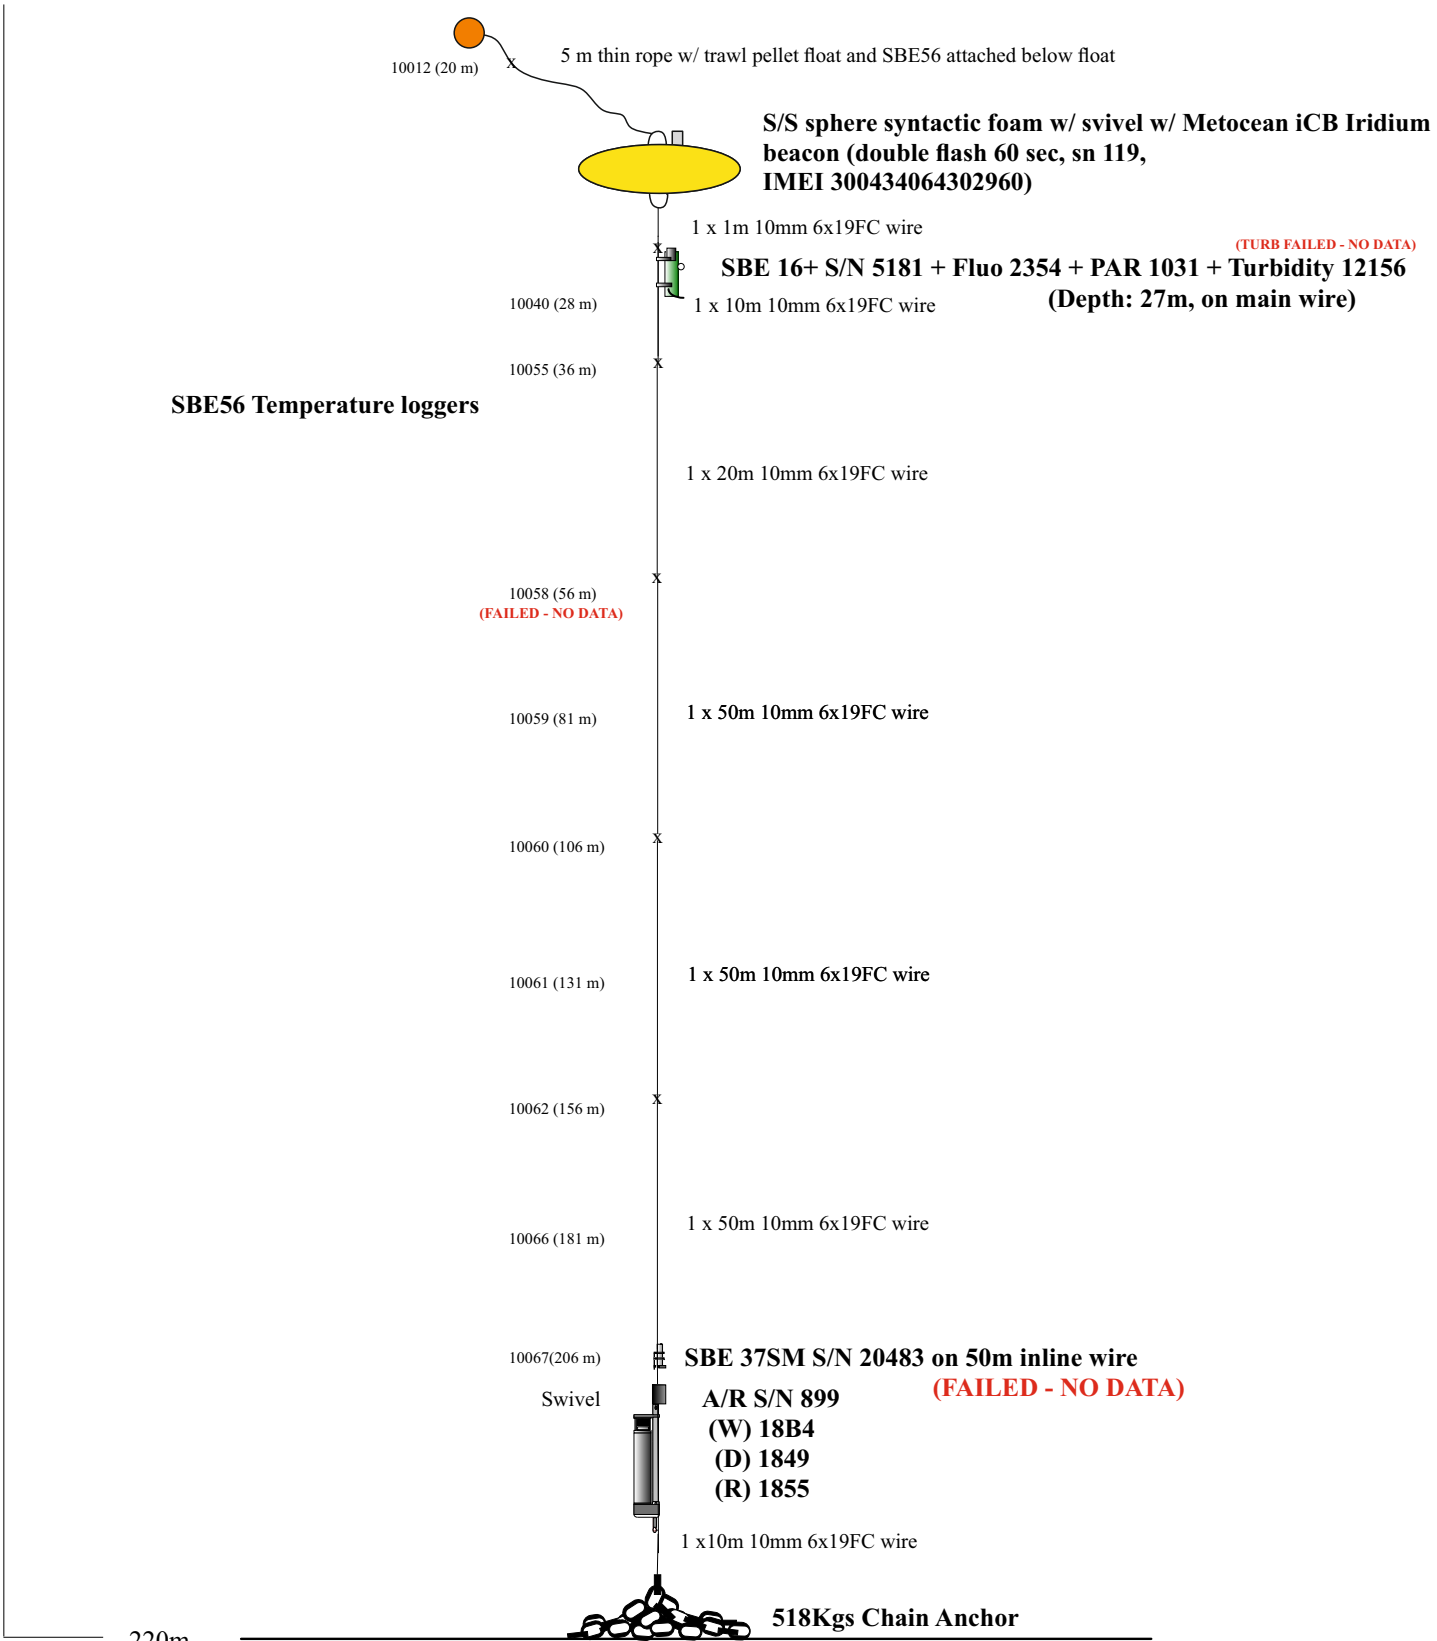 5 m thin rope w/ trawl pellet float and SBE56 attached below float
10012 (20 m)
x
S/S sphere syntactic foam w/ svivel w/ Metocean iCB Iridium
beacon (double flash 60 sec, sn 119,
IMEI 300434064302960)
1 x 1m 10mm 6x19FC wire
x
(TURB FAILED - NO DATA)
SBE 16+ S/N 5181 + Fluo 2354 + PAR 1031 + Turbidity 12156
(Depth: 27m, on main wire)
10040 (28 m)
1 x 10m 10mm 6x19FC wire
x
10055 (36 m)
SBE56 Temperature loggers
1 x 20m 10mm 6x19FC wire
x
10058 (56 m)
(FAILED - NO DATA)
10059 (81 m)
1 x 50m 10mm 6x19FC wire
x
10060 (106 m)
10061 (131 m)
1 x 50m 10mm 6x19FC wire
x
10062 (156 m)
1 x 50m 10mm 6x19FC wire
10066 (181 m)
10067(206 m)
SBE 37SM S/N 20483 on 50m inline wire
(FAILED - NO DATA)
Swivel
A/R S/N 899
(W) 18B4
(D) 1849
(R) 1855
1 x10m 10mm 6x19FC wire
518Kgs Chain Anchor
220m